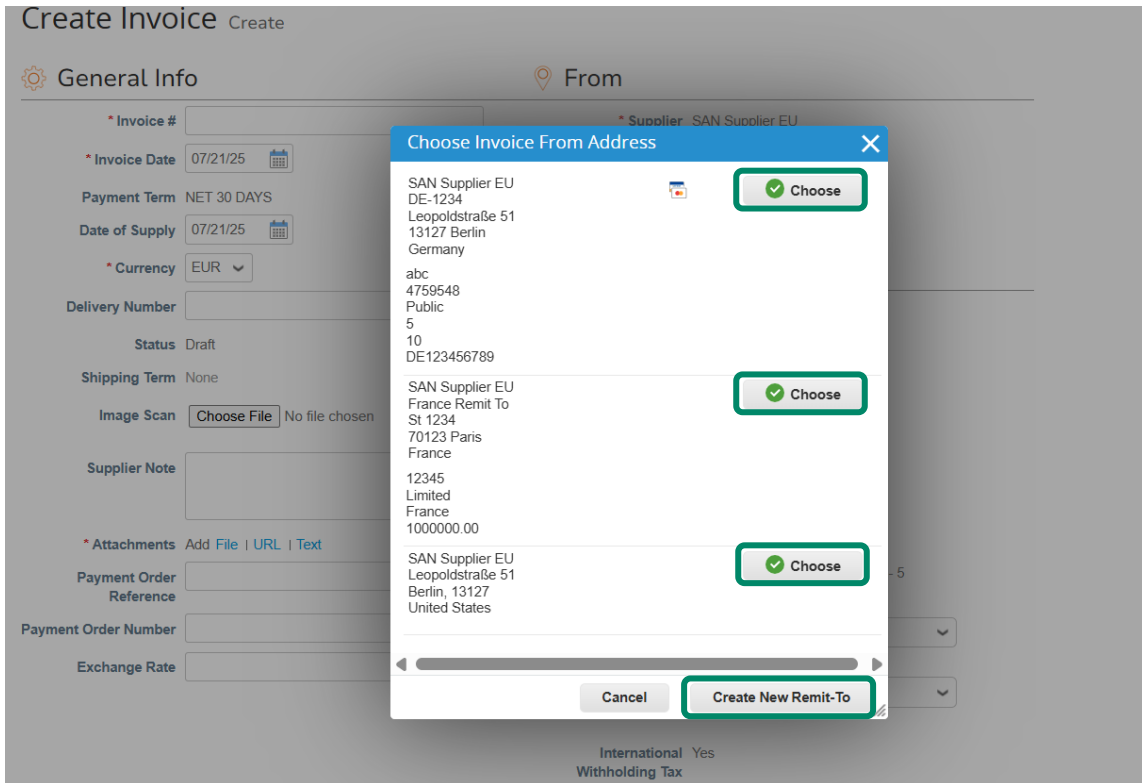 Create Invoice Create
General Info
From
* Invoice #
* Supplier SAN Supplier EU
* Invoice Date 07/21/25
Payment Term NET 30 DAYS
Date of Supply 07/21/25
* Currency EUR
Delivery Number
Status Draft
Shipping Term None
Image Scan Choose File No file chosen
Supplier Note
* Attachments Add File | URL | Text
Payment Order
Reference
Payment Order Number
Exchange Rate
Choose Invoice From Address
SAN Supplier EU
DE-1234
Leopoldstraße 51
13127 Berlin
Germany
Choose
abc
4759548
Public
5
10
DE123456789
SAN Supplier EU
France Remit To
St 1234
70123 Paris
France
Choose
12345
Limited
France
1000000.00
SAN Supplier EU
Leopoldstraße 51
Berlin, 13127
United States
Choose
- 5
Cancel
Create New Remit-To
International Yes
Withholding Tax